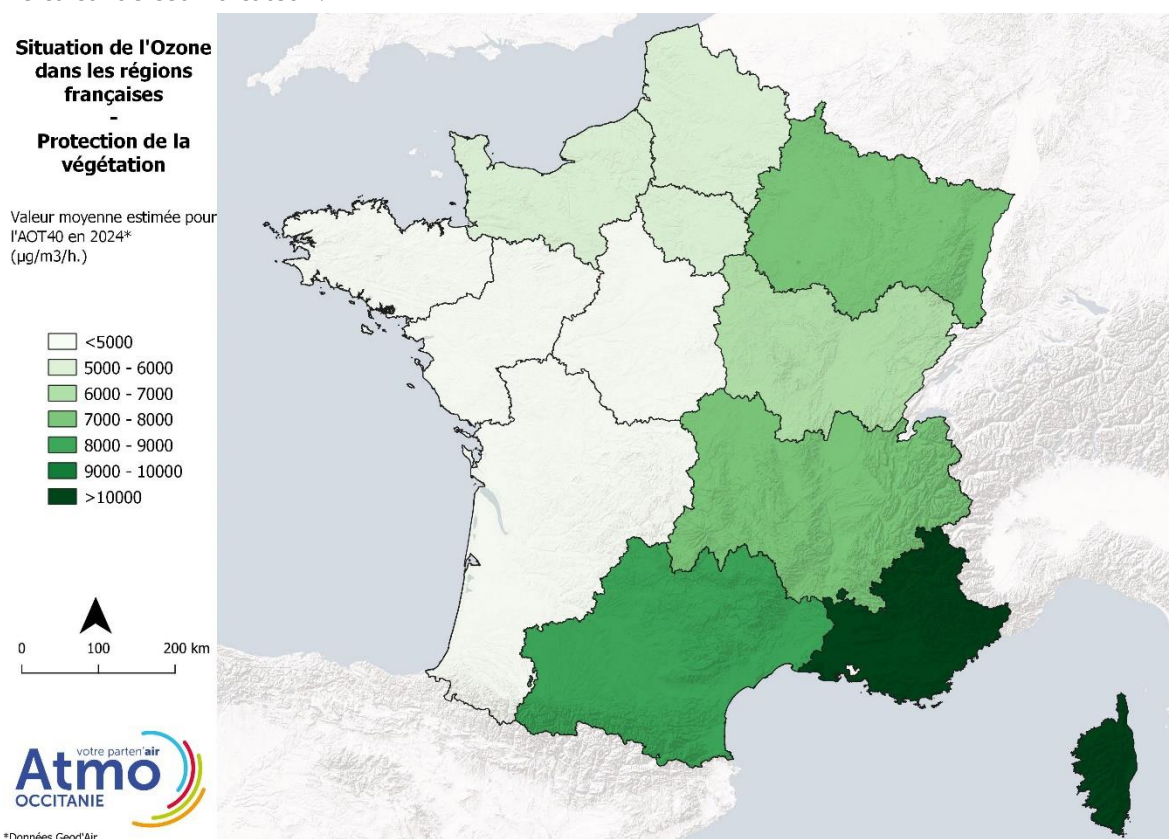 Situation de l'Ozone
dans les régions
françaises
-
Protection de la
végétation
Valeur moyenne estimée pour
l'AOT40 en 2024*
(µg/m3/h.)
<5000
5000 - 6000
6000 - 7000
7000 - 8000
8000 - 9000
9000 - 10000
>10000
0 100 200 km
votre parten'air
Atmo
OCCITANIE
*Données Geod'Air